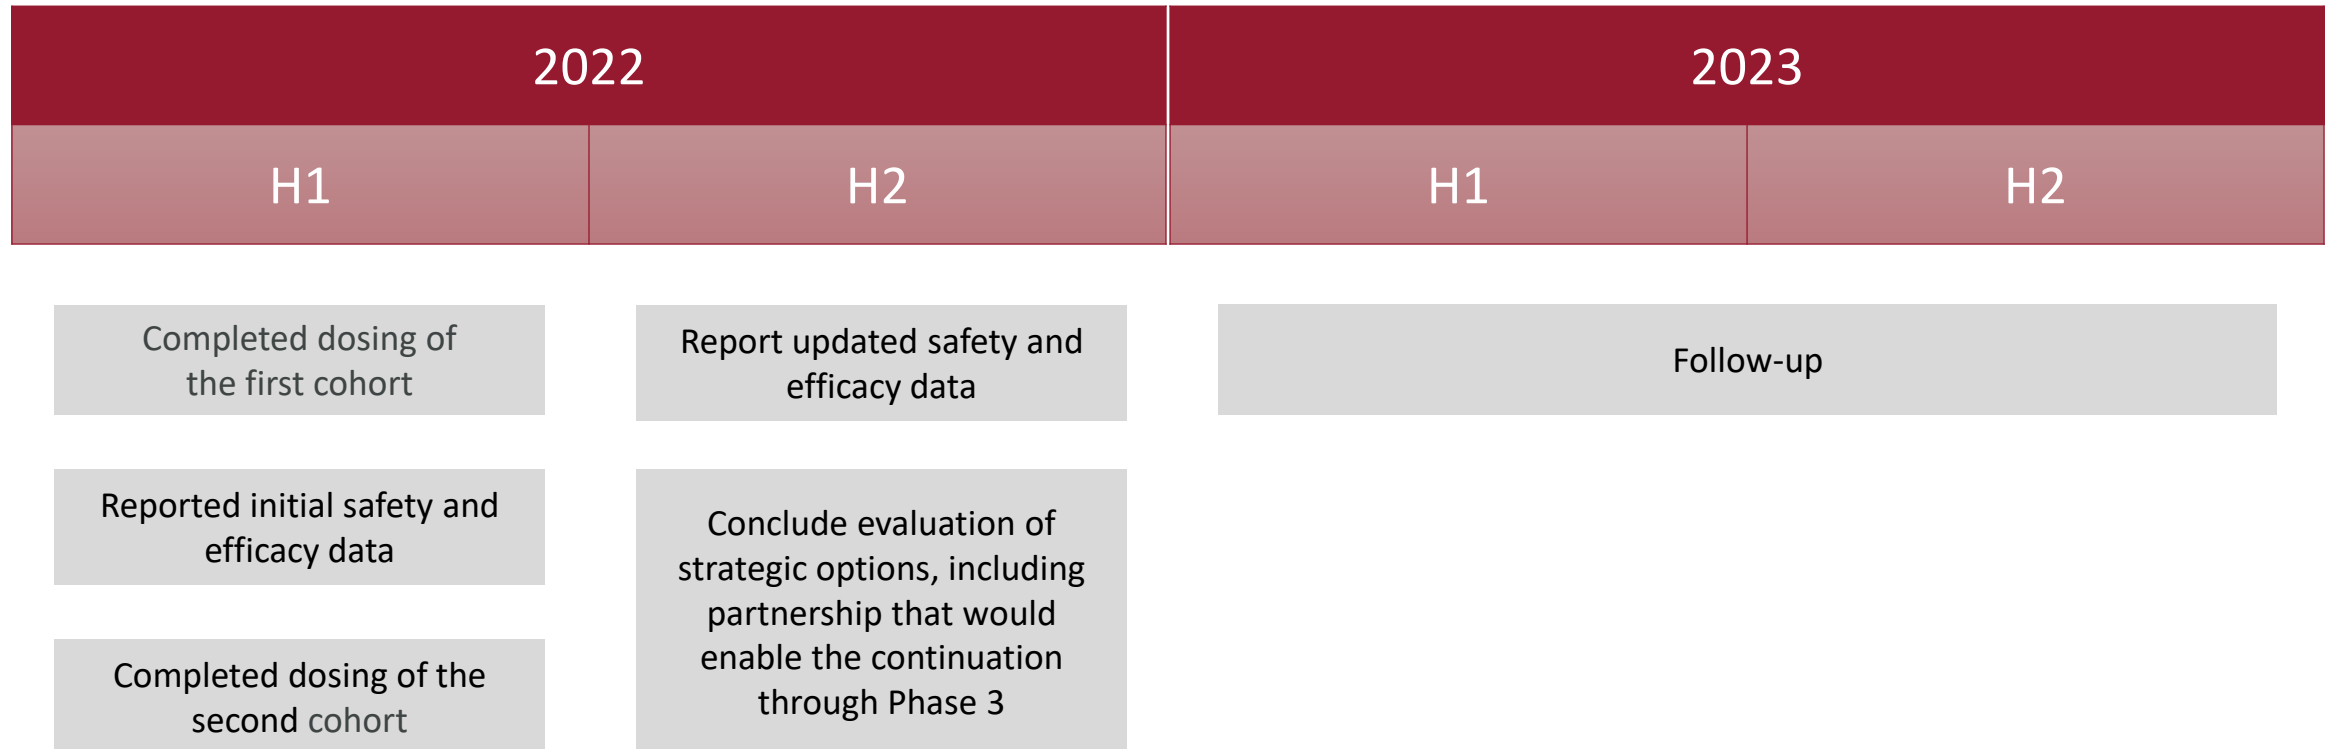 2022
2023
H1
H2
H1
H2
Completed dosing of
the first cohort
Reported initial safety and
efficacy data
Completed dosing of the
second cohort
Report updated safety and
efficacy data
Conclude evaluation of
strategic options, including
partnership that would
enable the continuation
through Phase 3
Follow-up